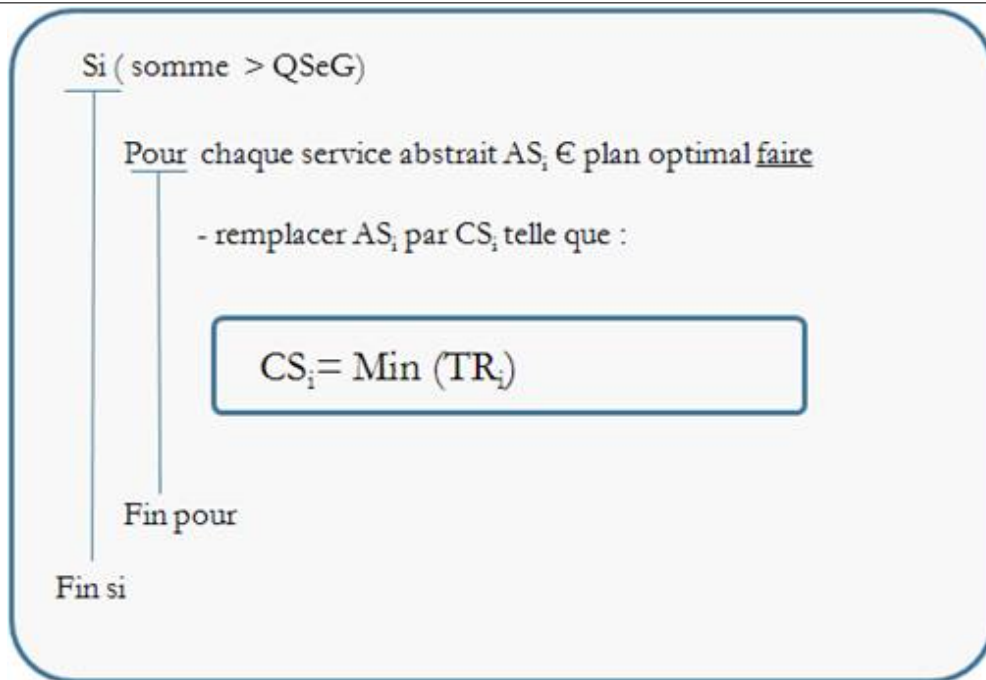 Si ( somme > QSeG)
Pour chaque service abstrait ASi € plan optimal faire
- remplacer ASi par CSi telle que :
CSi= Min (TRi)
Fin pour
Fin si